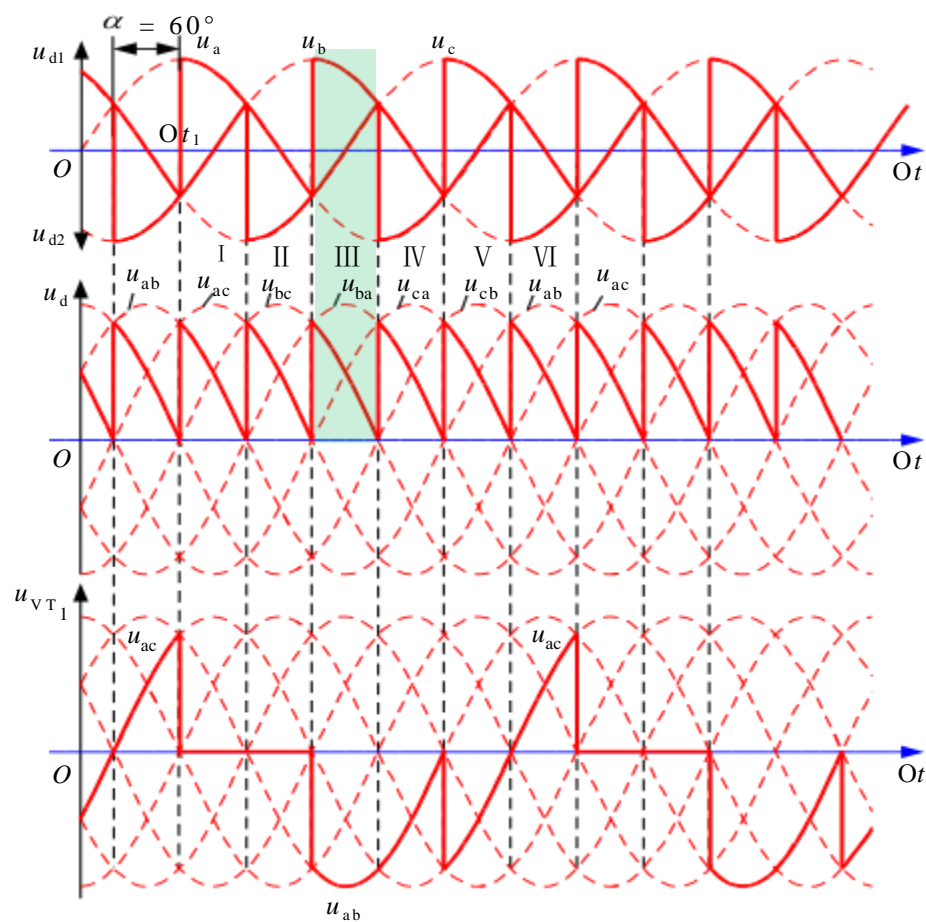 α = 60°
u_d1 u_a u_b u_c
Ot_1
O Ot
u_d2
Ⅰ Ⅱ Ⅲ Ⅳ Ⅴ Ⅵ
u_d u_ab u_ac u_bc u_ba u_ca u_cb u_ab u_ac
O Ot
u_VT1
u_ac u_ac
O Ot
u_ab